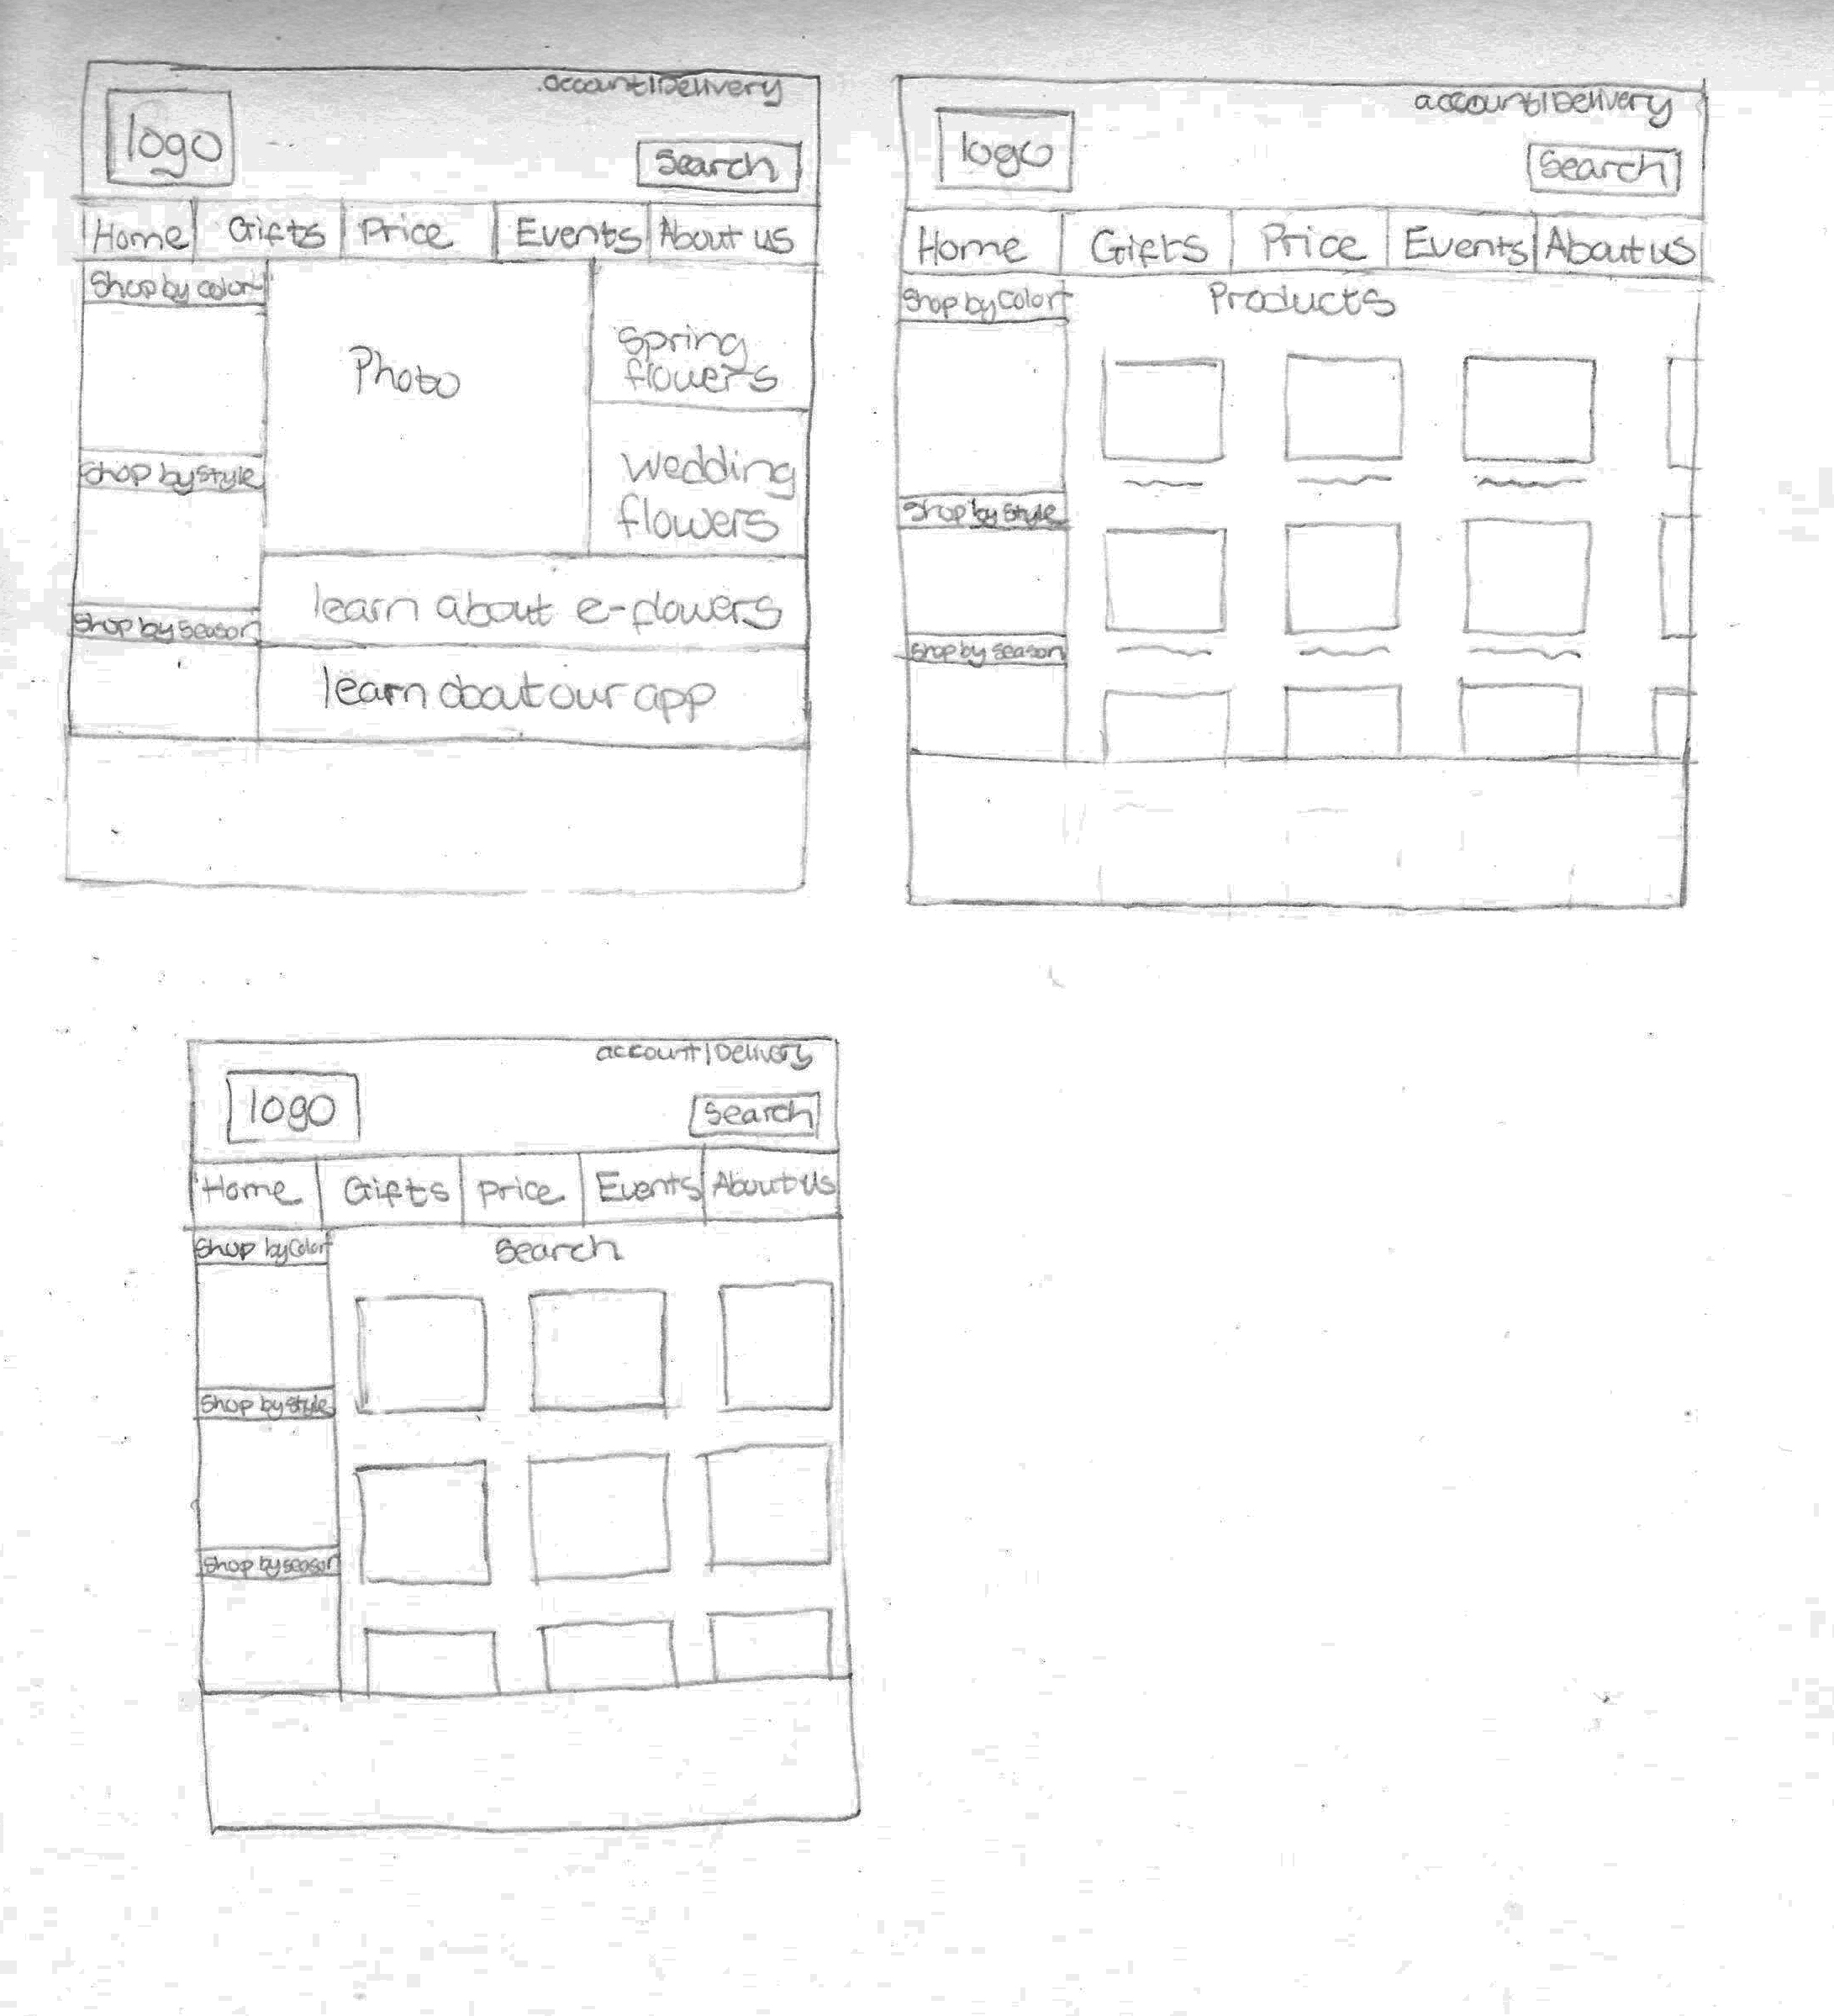 account|Delivery
logo
Search
Home Gifts Price Events About us
Shop by color
Photo
Spring
flowers
Shop by style
wedding
flowers
learn about e-flowers
Shop by season
learn about our app
account|Delivery
logo
Search
Home Gifts Price Events About us
Shop by Color
Products
Shop by Style
Shop by season
account|Delivery
logo
Search
Home Gifts price Events About us
Shop by Color
Search
Shop by style
Shop by season